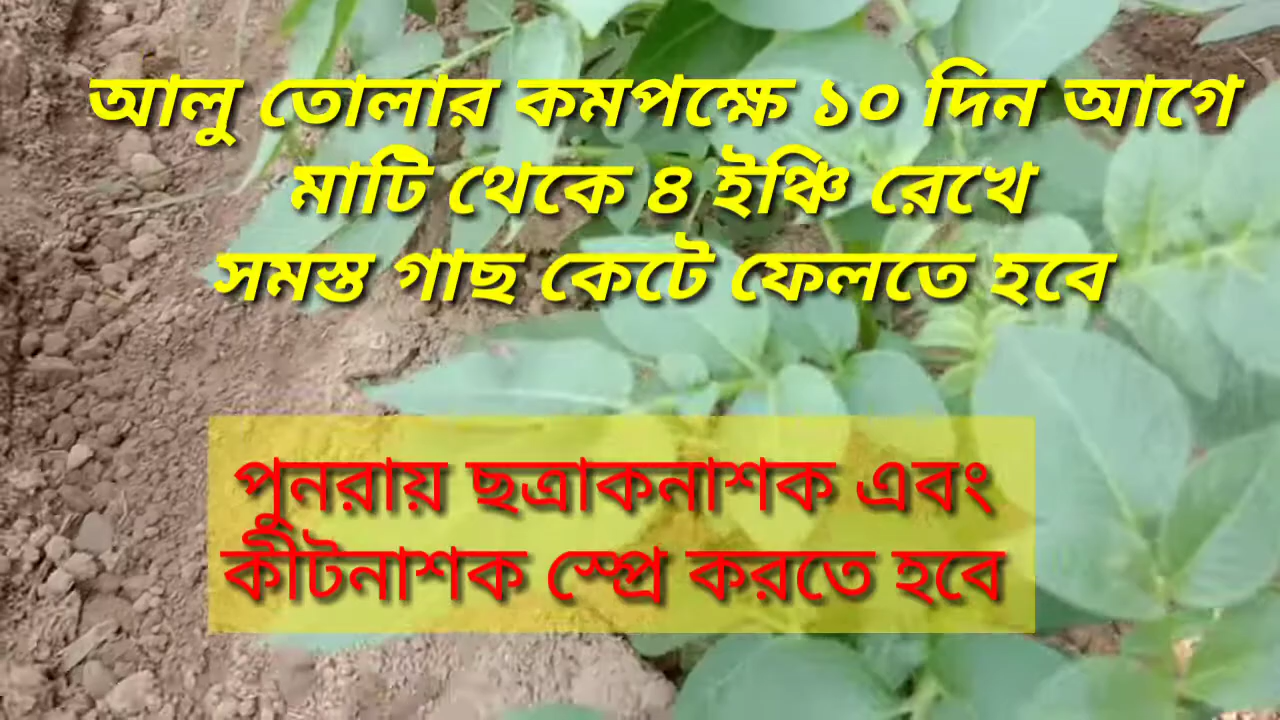 আলু তোলার কমপক্ষে ১০ দিন আগে
মাটি থেকে ৪ ইঞ্চি রেখে
সমস্ত গাছ কেটে ফেলতে হবে
পুনরায় ছত্রাকনাশক এবং
কীটনাশক স্প্রে করতে হবে